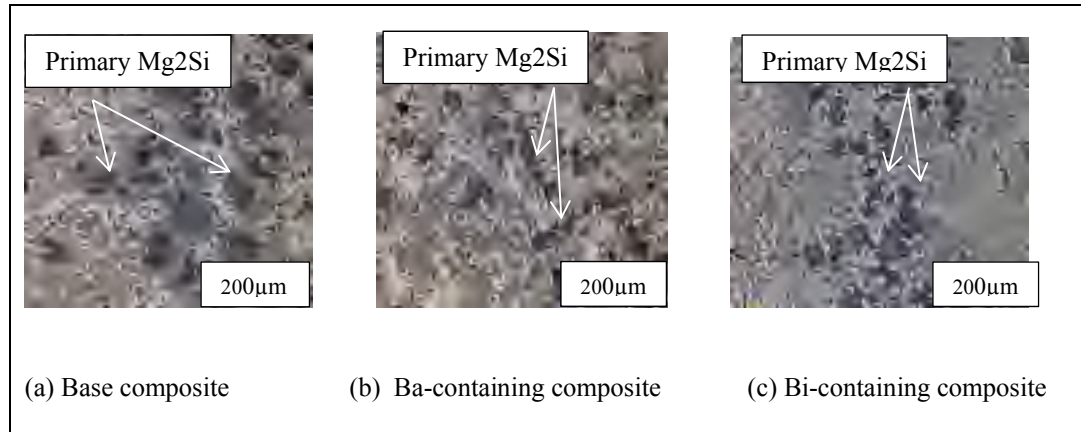 Primary Mg2Si
Primary Mg2Si
Primary Mg2Si
200μm
200μm
200μm
(a) Base composite
(b) Ba-containing composite
(c) Bi-containing composite